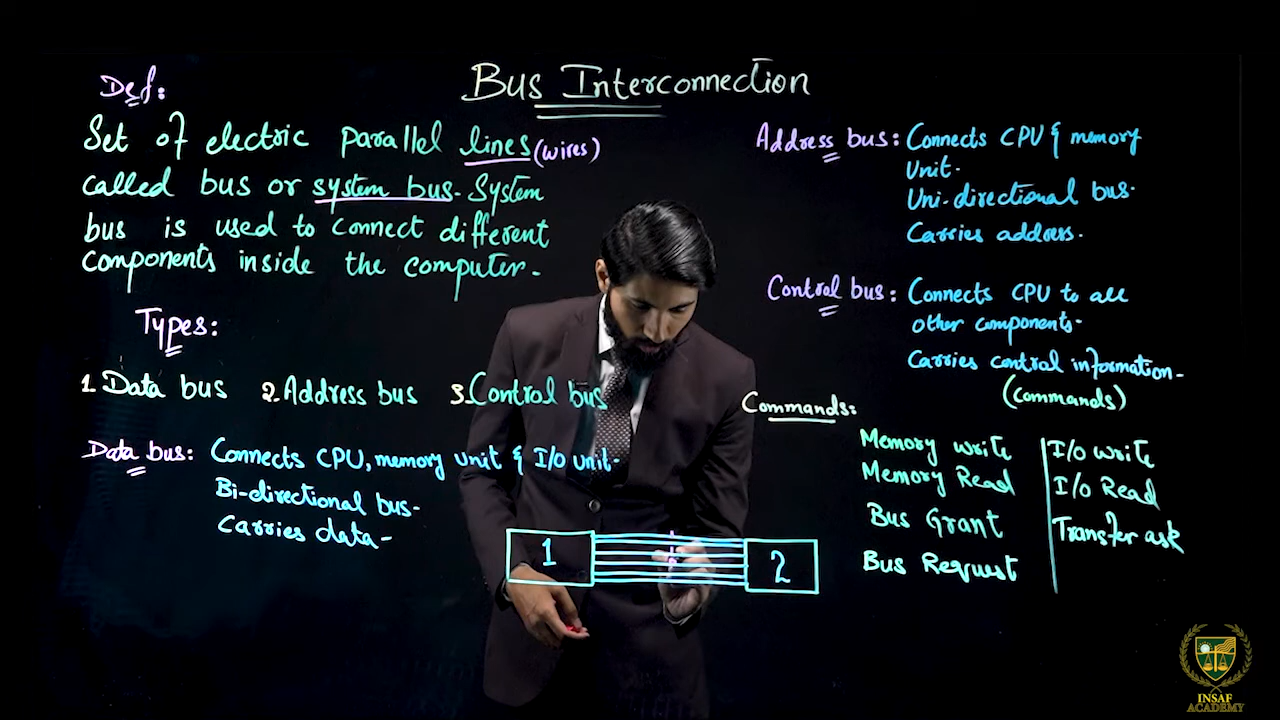 Bus Interconnection
Def:
Set of electric parallel lines (wires)
called bus or system bus. System
bus is used to connect different
components inside the computer.
Types:
1. Data bus 2. Address bus 3. Control bus
Data bus: Connects CPU, memory unit & I/O unit.
Bi-directional bus.
Carries data.
1
2
Address bus: Connects CPU & memory
Unit.
Uni-directional bus.
Carries address.
Control bus: Connects CPU to all
other components.
Carries control information.
(commands)
Commands:
Memory write
Memory Read
Bus Grant
Bus Request
I/O write
I/O Read
Transfer ask
INSAF
ACADEMY